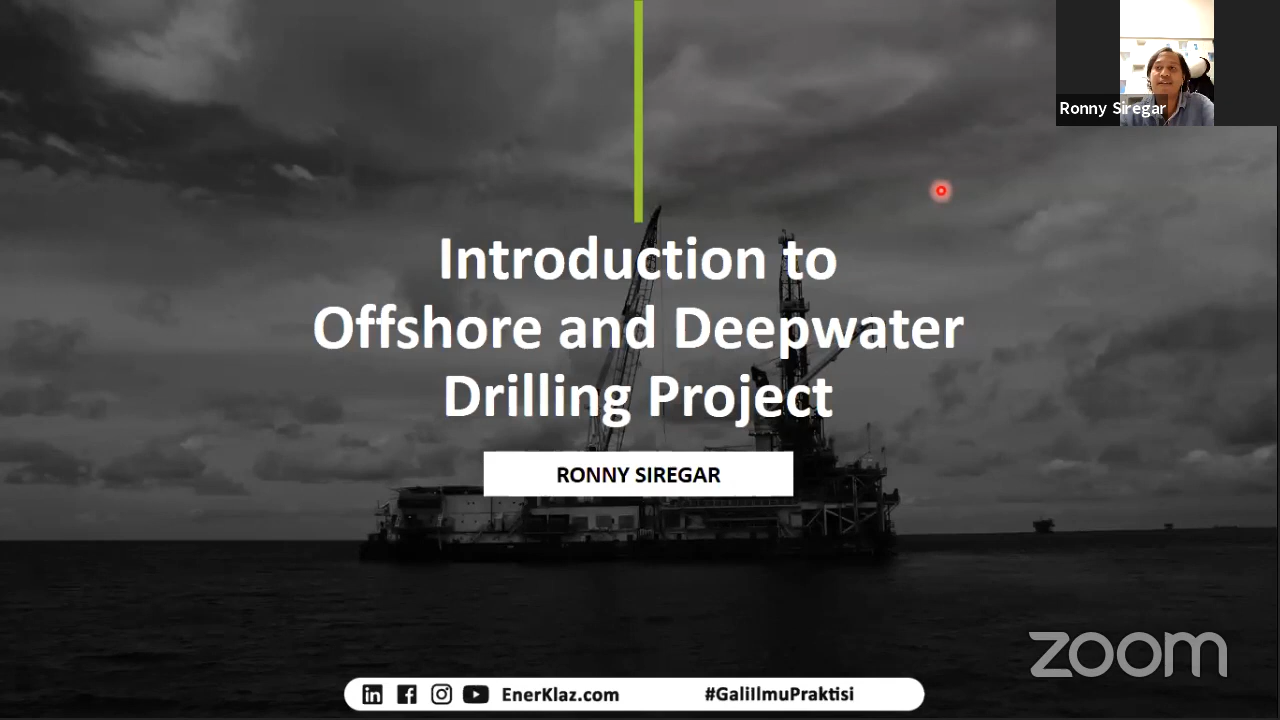 Ronny Siregar
Introduction to
Offshore and Deepwater
Drilling Project
RONNY SIREGAR
EnerKlaz.com
#GaliIlmuPraktisi
zoom